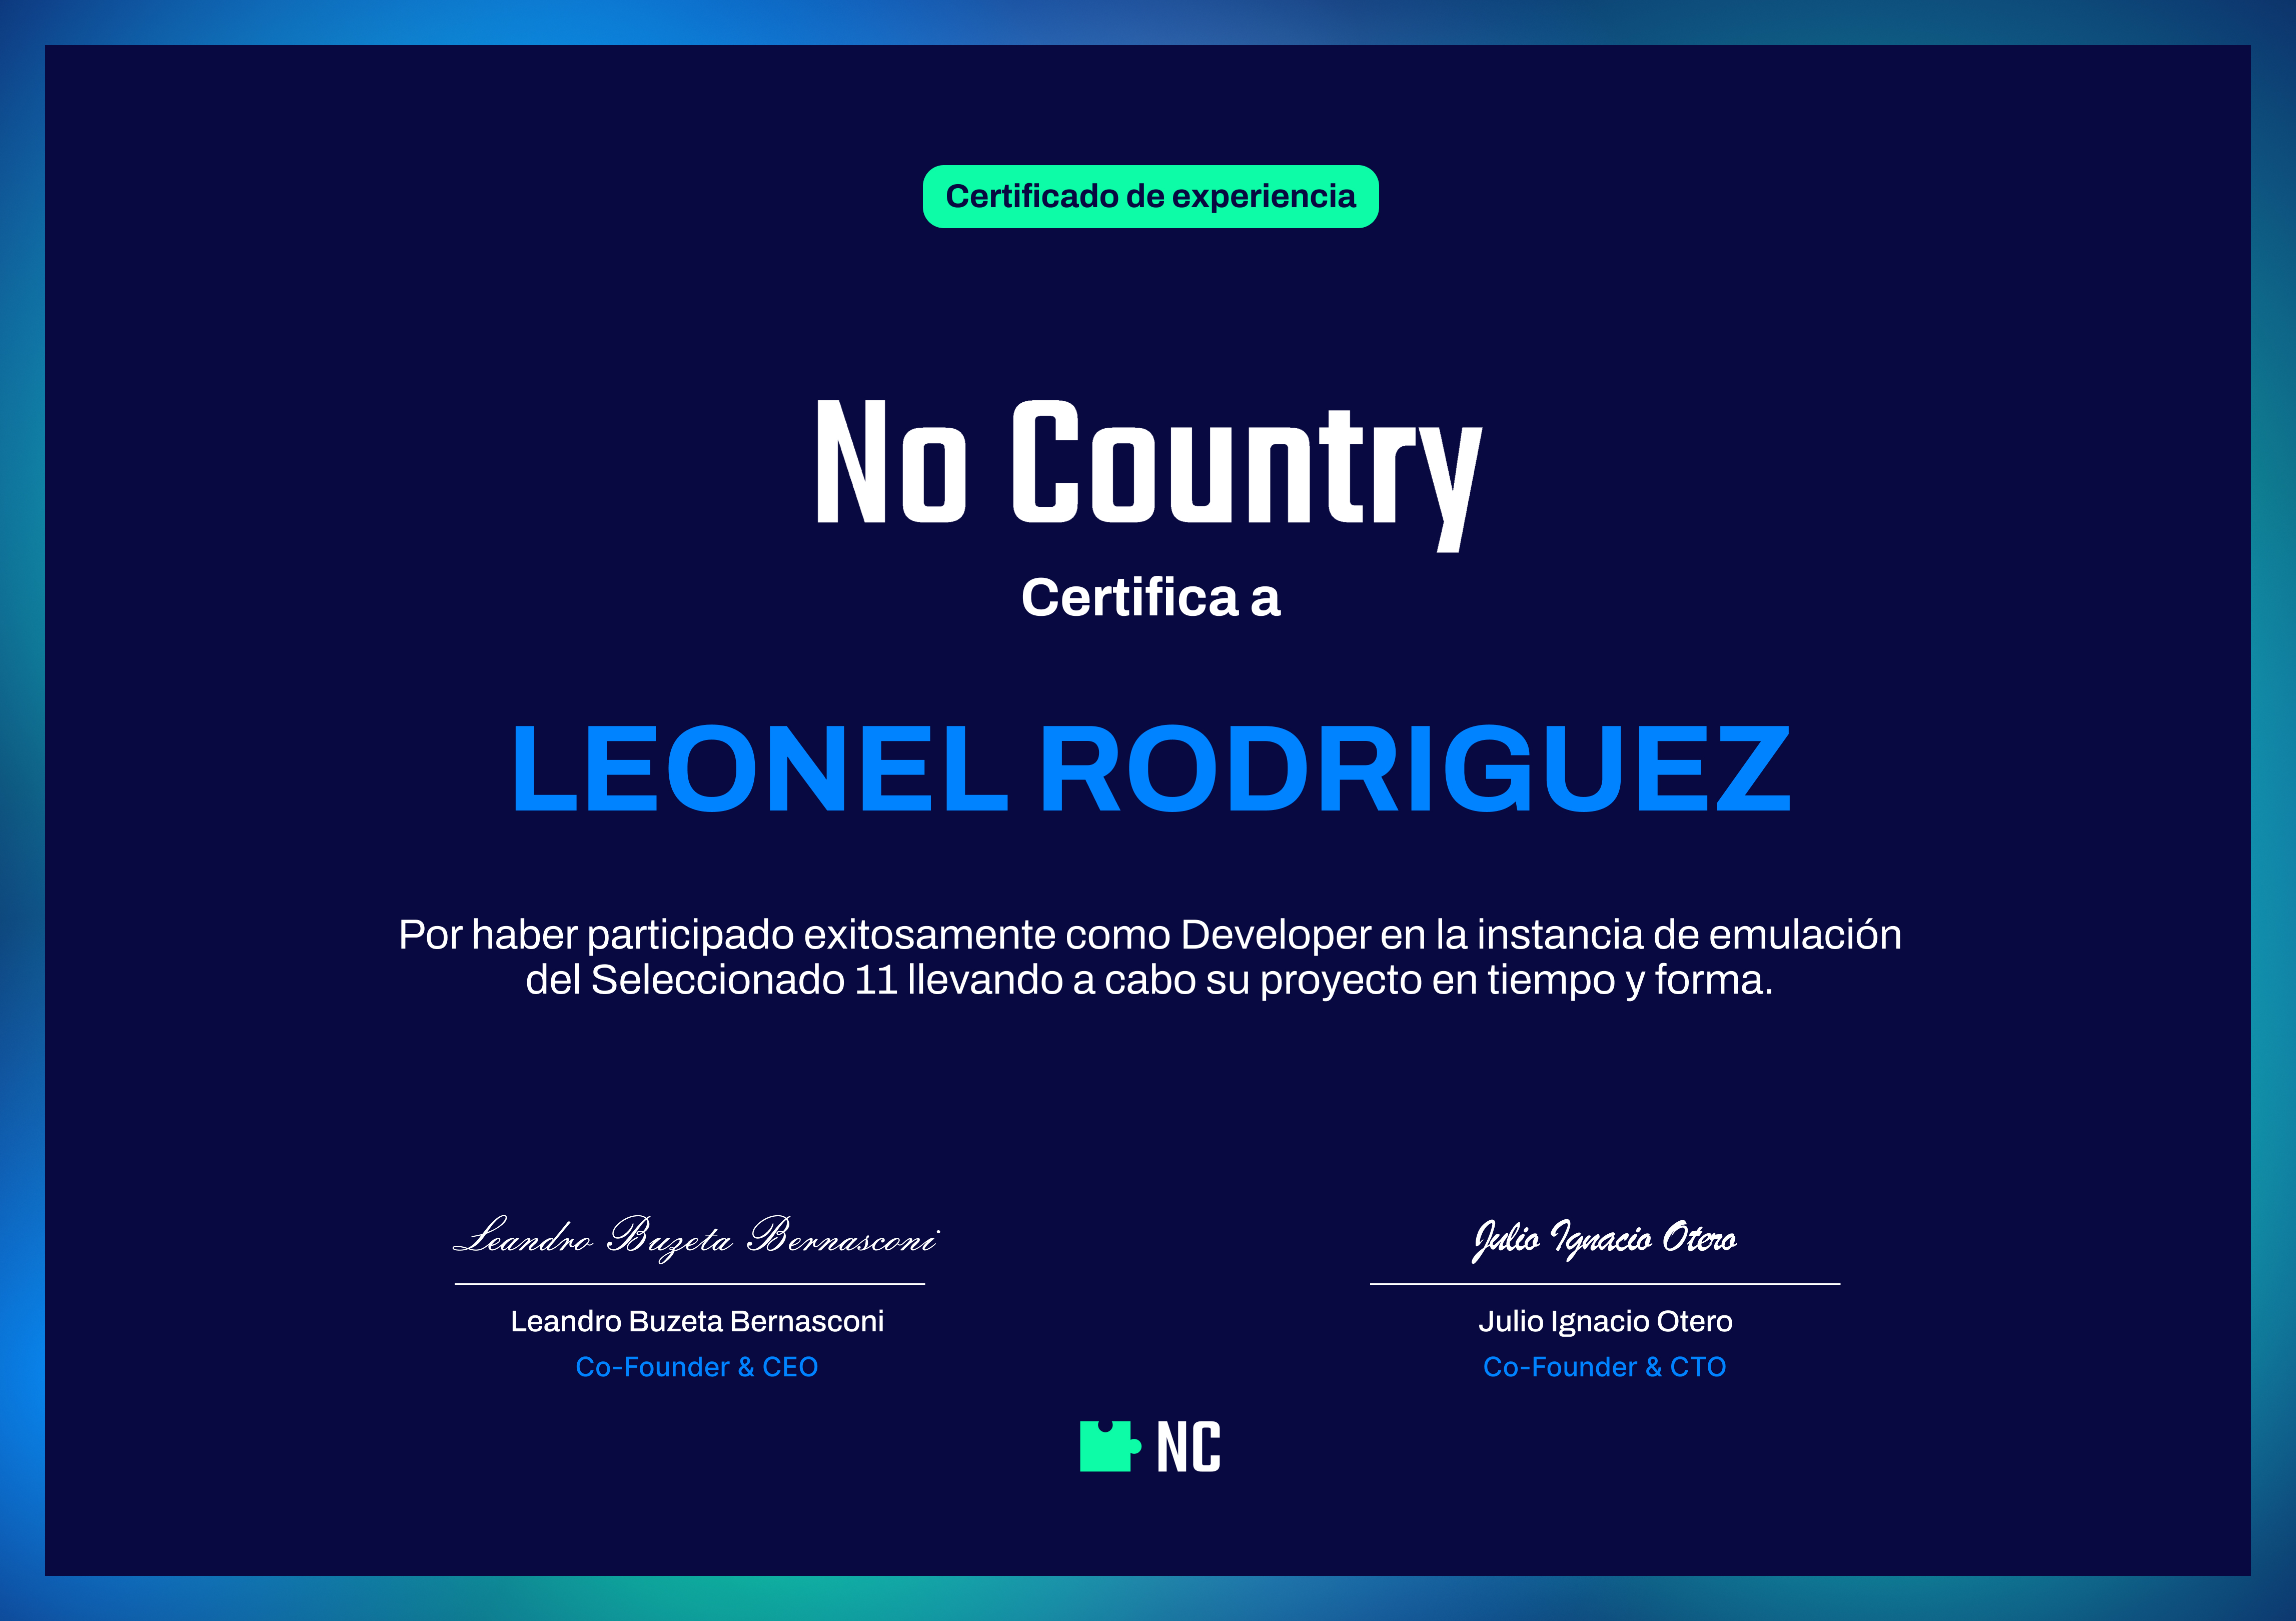 Certificado de experiencia
No Country
Certifica a
LEONEL RODRIGUEZ
Por haber participado exitosamente como Developer en la instancia de emulación
del Seleccionado 11 llevando a cabo su proyecto en tiempo y forma.
Leandro Buzeta Bernasconi
Julio Ignacio Otero
Leandro Buzeta Bernasconi
Julio Ignacio Otero
Co-Founder & CEO
Co-Founder & CTO
NC